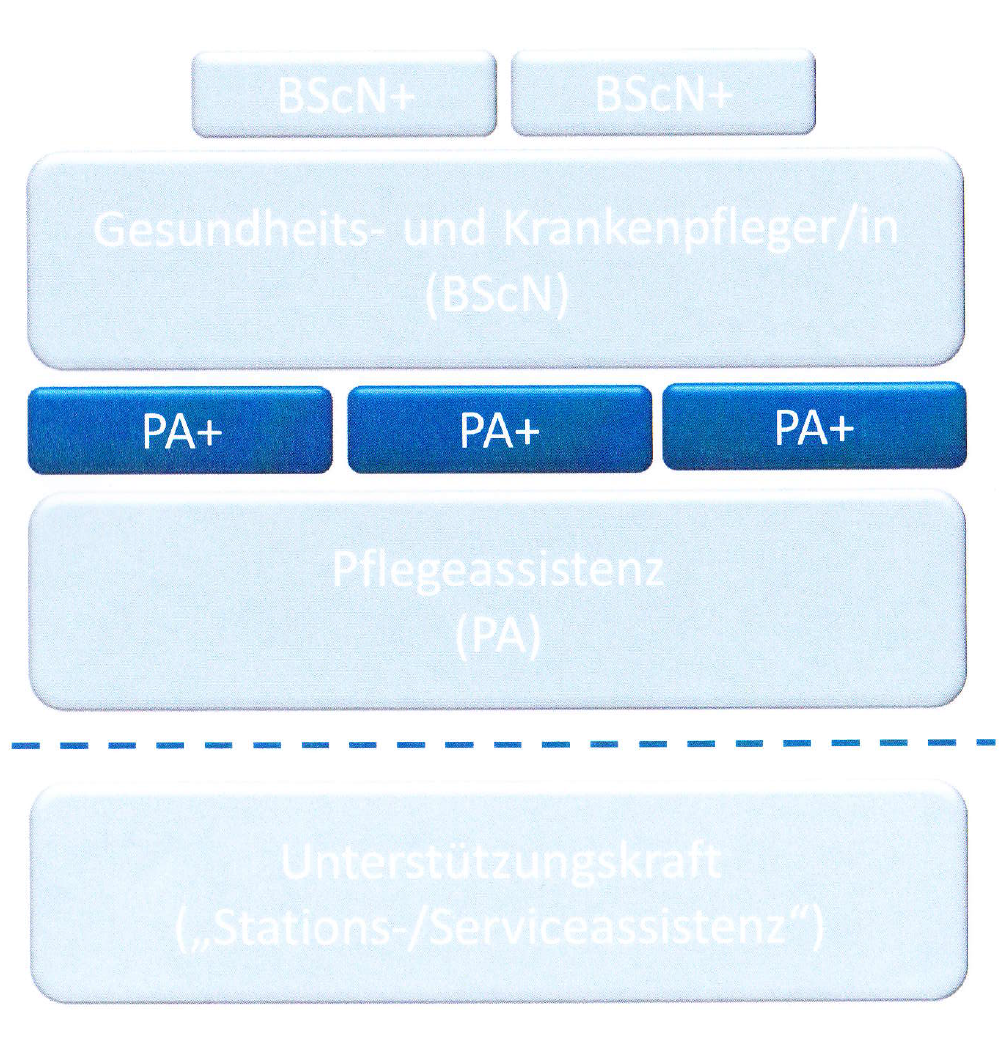 BScN+ BScN+
Gesundheits- und Krankenpfleger/in
(BScN)
PA+ PA+ PA+
Pflegeassistenz
(PA)
Unterstützungskraft
(„Stations-/Serviceassistenz“)